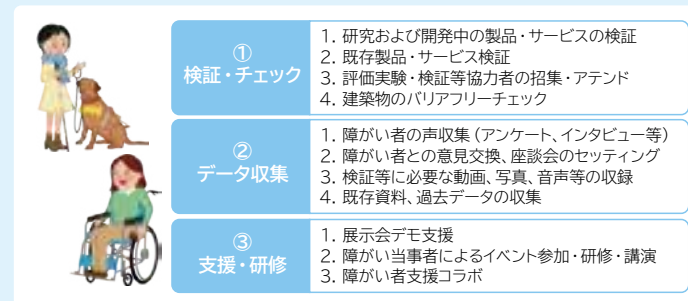 ①
検証・チェック
1. 研究および開発中の製品・サービスの検証
2. 既存製品・サービス検証
3. 評価実験・検証等協力者の招集・アテンド
4. 建築物のバリアフリーチェック
②
データ収集
1. 障がい者の声収集（アンケート、インタビュー等）
2. 障がい者との意見交換、座談会のセッティング
3. 検証等に必要な動画、写真、音声等の収録
4. 既存資料、過去データの収集
③
支援・研修
1. 展示会デモ支援
2. 障がい当事者によるイベント参加・研修・講演
3. 障がい者支援コラボ